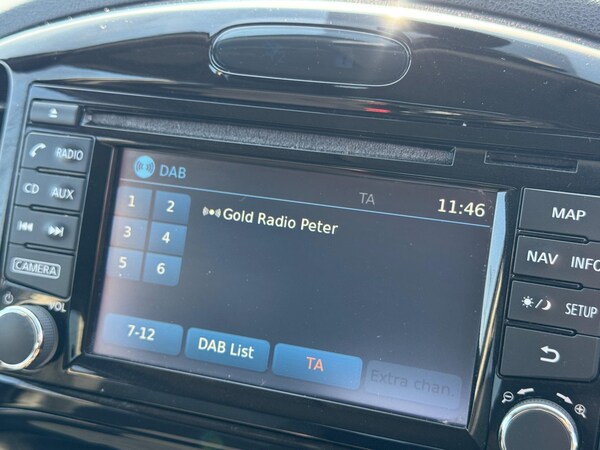 DAB
TA 11:46
RADIO
CD AUX
CAMERA
VOL
1 2
3 4
5 6
Gold Radio Peter
7-12
DAB List
TA
Extra chan.
MAP
NAV INFO
SETUP